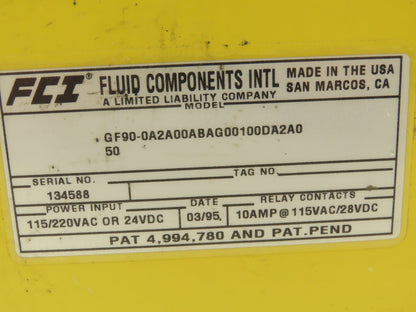 FCI® FLUID COMPONENTS INTL MADE IN THE USA
A LIMITED LIABILITY COMPANY SAN MARCOS, CA
MODEL
GF90-0A2A00ABAG00100DA2A0
50
SERIAL NO. TAG NO.
134588
POWER INPUT DATE RELAY CONTACTS
115/220VAC OR 24VDC 03/95 10AMP @ 115VAC/28VDC
PAT 4,994,780 AND PAT.PEND